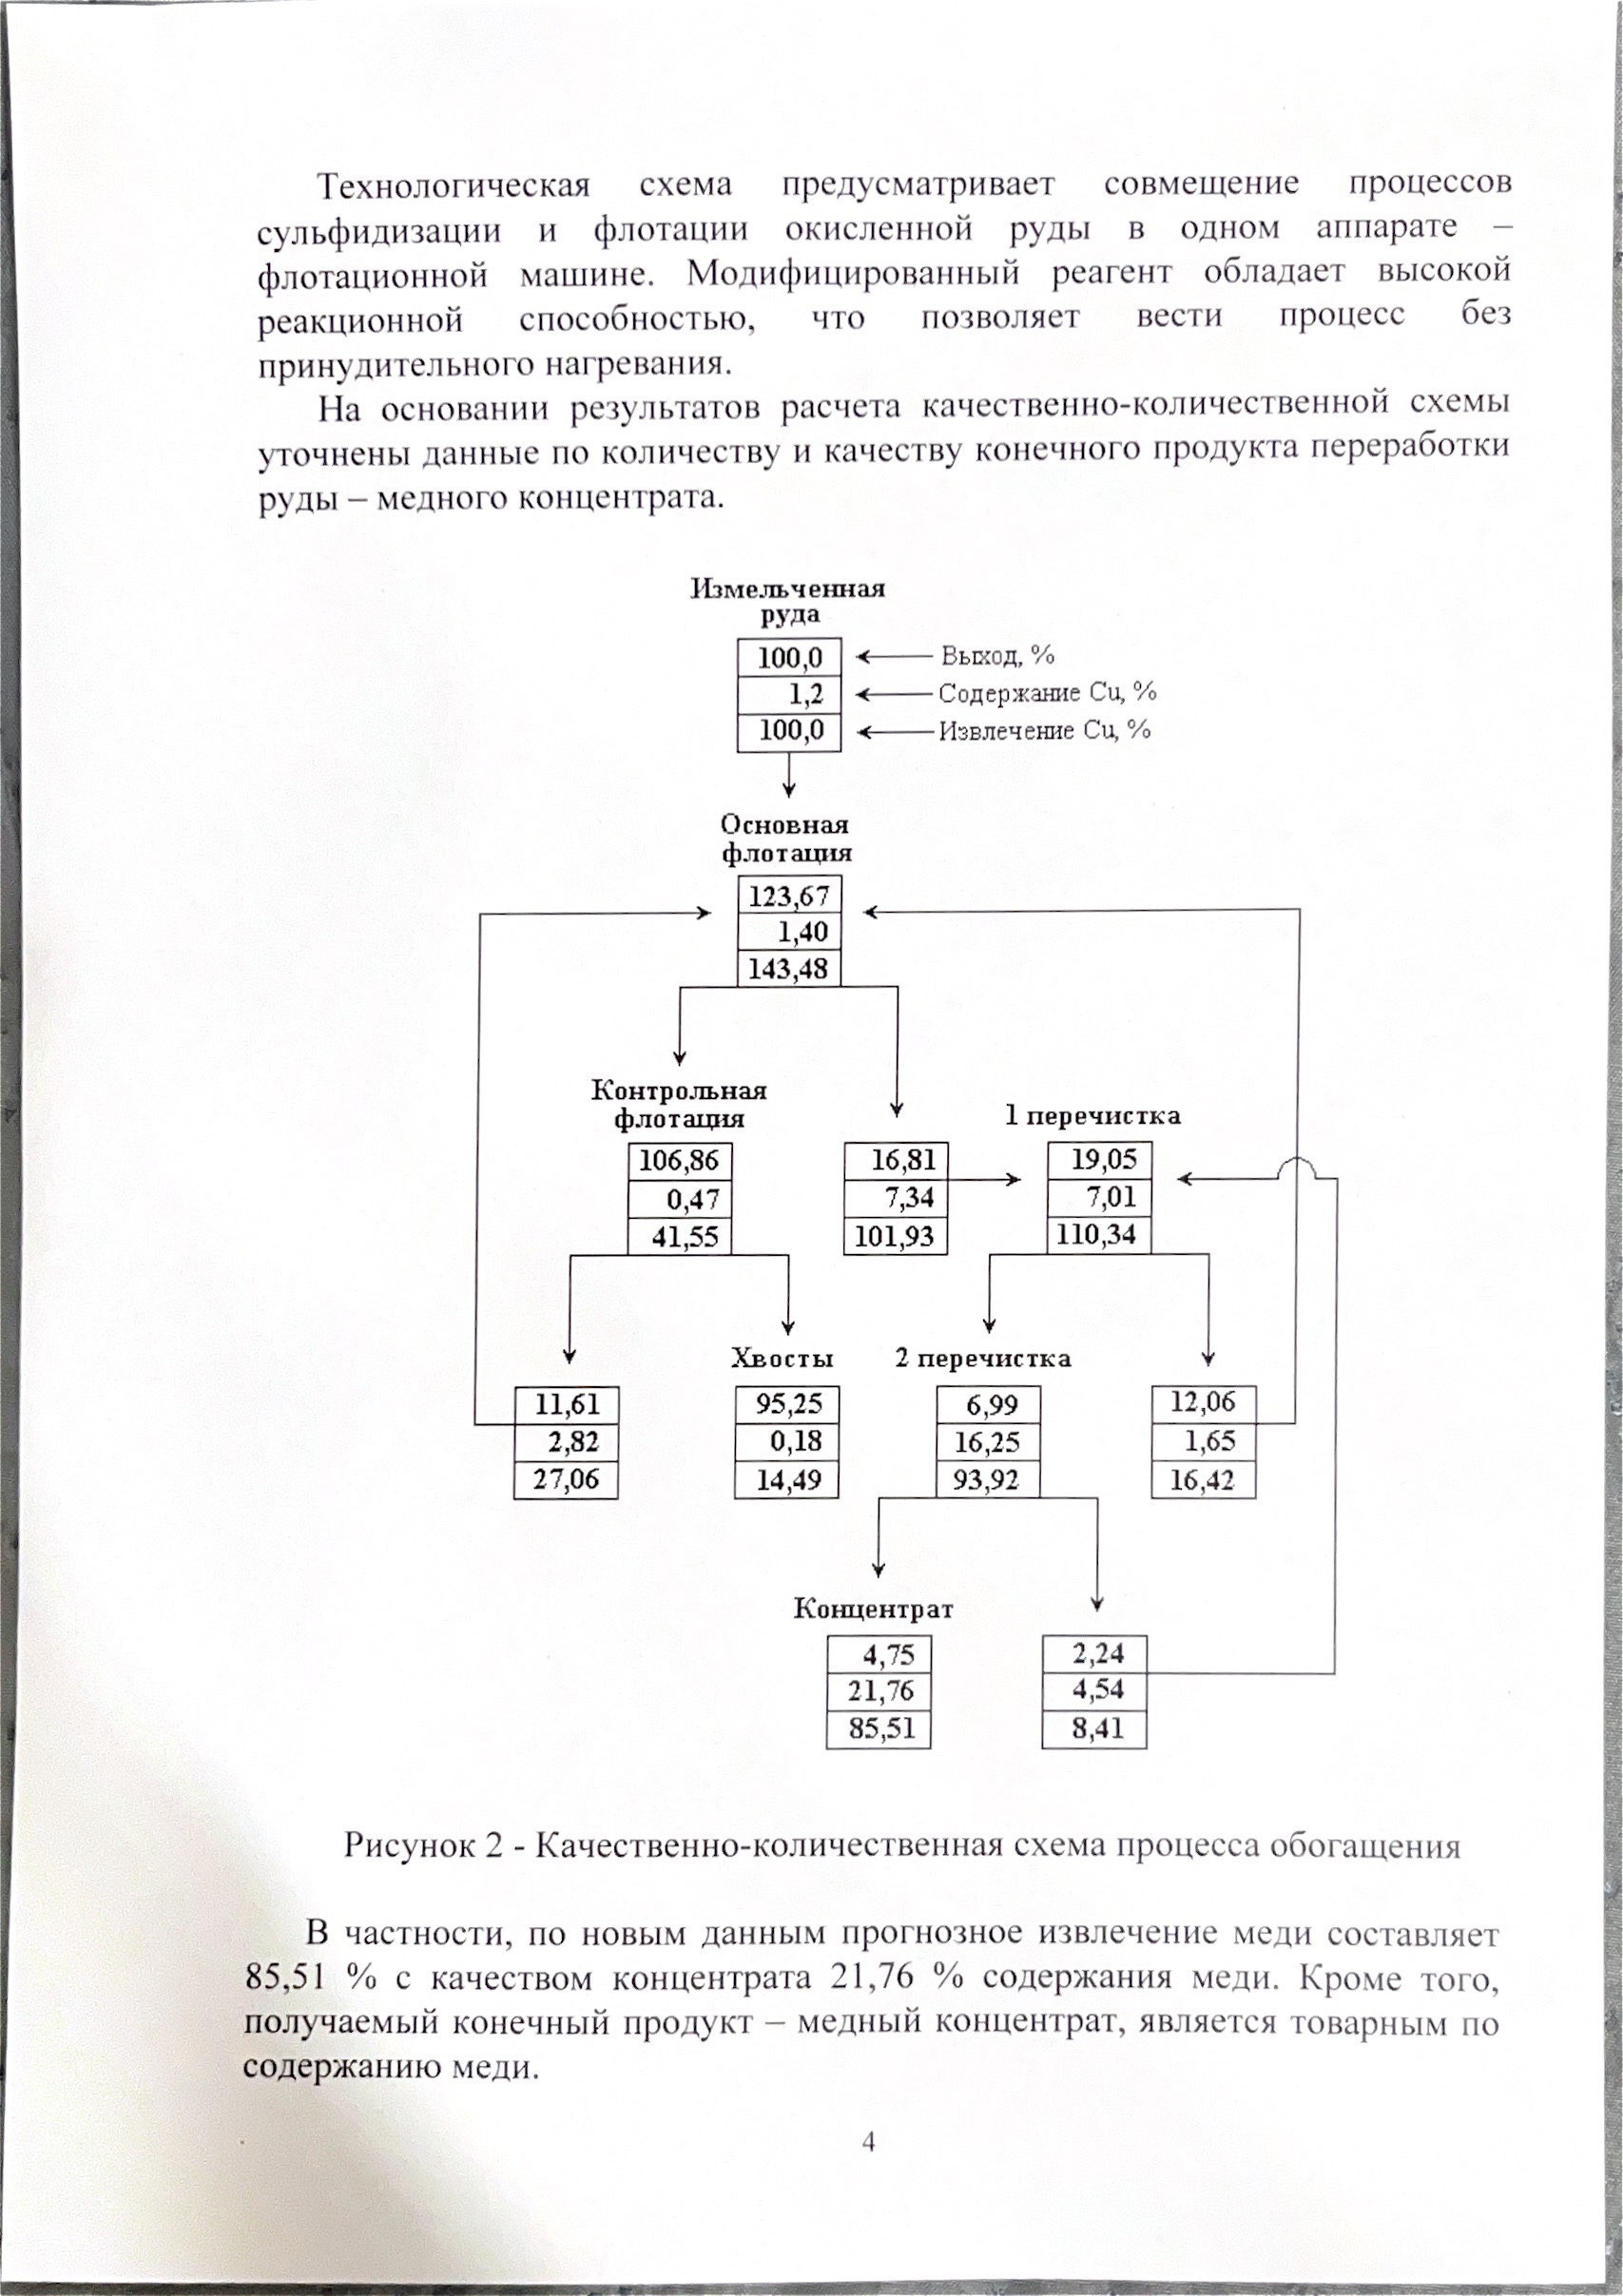 Технологическая схема предусматривает совмещение процессов
сульфидизации и флотации окисленной руды в одном аппарате –
флотационной машине. Модифицированный реагент обладает высокой
реакционной способностью, что позволяет вести процесс без
принудительного нагревания.
На основании результатов расчета качественно-количественной схемы
уточнены данные по количеству и качеству конечного продукта переработки
руды – медного концентрата.
Измельченная
руда
100,0 Выход, %
1,2 Содержание Cu, %
100,0 Извлечение Cu, %
Основная
флотация
123,67
1,40
143,48
Контрольная
флотация
106,86
0,47
41,55
16,81
7,34
101,93
1 перечистка
19,05
7,01
110,34
11,61
2,82
27,06
Хвосты
95,25
0,18
14,49
2 перечистка
6,99
16,25
93,92
12,06
1,65
16,42
Концентрат
4,75
21,76
85,51
2,24
4,54
8,41
Рисунок 2 - Качественно-количественная схема процесса обогащения
В частности, по новым данным прогнозное извлечение меди составляет
85,51 % с качеством концентрата 21,76 % содержания меди. Кроме того,
получаемый конечный продукт – медный концентрат, является товарным по
содержанию меди.
4